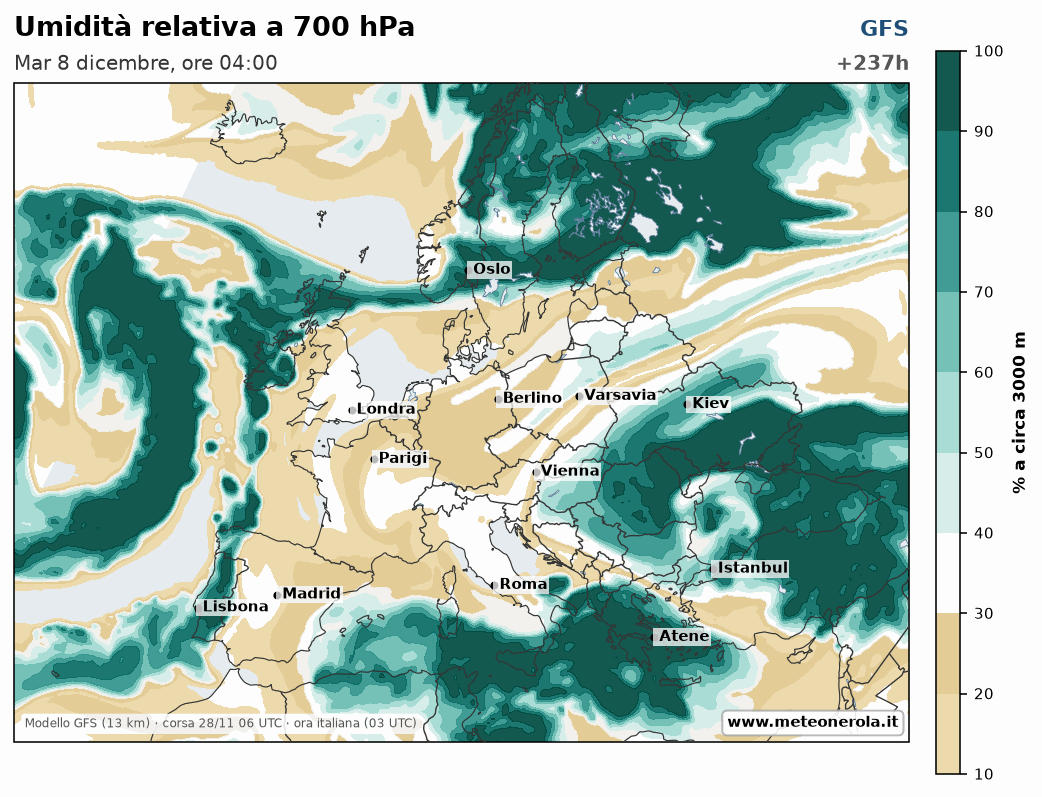 Umidità relativa a 700 hPa
GFS
Mar 8 dicembre, ore 04:00
+237h
100
90
80
70
60
50
40
30
20
10
% a circa 3000 m
Oslo
Berlino
Varsavia
Kiev
Londra
Parigi
Vienna
Istanbul
Roma
Madrid
Lisbona
Atene
Modello GFS (13 km) · corsa 28/11 06 UTC · ora italiana (03 UTC)
www.meteonerola.it